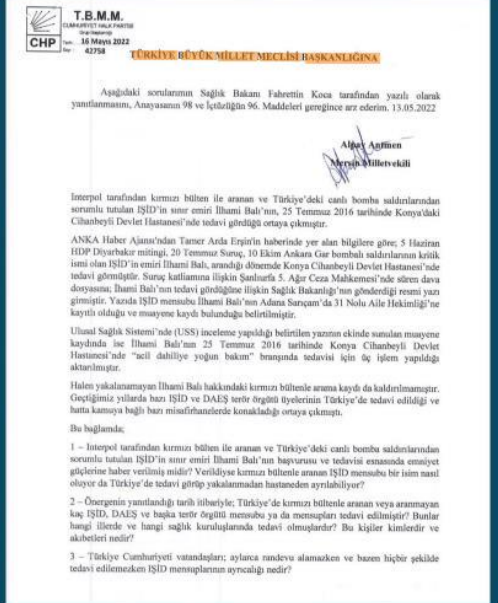 T.B.M.M.
CUMHURİYET HALK PARTİSİ
Grup Başkanlığı
CHP
Tarih: 16 Mayıs 2022
Sayı: 42758
TÜRKİYE BÜYÜK MİLLET MECLİSİ BAŞKANLIĞINA
Aşağıdaki sorularımın Sağlık Bakanı Fahrettin Koca tarafından yazılı olarak
yanıtlanmasını, Anayasanın 98 ve İçtüzüğün 96. Maddeleri gereğince arz ederim. 13.05.2022
Alpay Antmen
Mersin Milletvekili
Interpol tarafından kırmızı bülten ile aranan ve Türkiye'deki canlı bomba saldırılarından
sorumlu tutulan IŞİD'in sınır emiri İlhami Balı'nın, 25 Temmuz 2016 tarihinde Konya'daki
Cihanbeyli Devlet Hastanesi'nde tedavi gördüğü ortaya çıkmıştır.
ANKA Haber Ajansı'ndan Tamer Arda Erşin'in haberinde yer alan bilgilere göre; 5 Haziran
HDP Diyarbakır mitingi, 20 Temmuz Suruç, 10 Ekim Ankara Gar bombalı saldırılarının kritik
ismi olan IŞİD'in emiri İlhami Balı, arandığı dönemde Konya Cihanbeyli Devlet Hastanesi'nde
tedavi görmüştür. Suruç katliamına ilişkin Şanlıurfa 5. Ağır Ceza Mahkemesi'nde süren dava
dosyasına; İlhami Balı'nın tedavi gördüğüne ilişkin Sağlık Bakanlığı'nın gönderdiği resmi yazı
girmiştir. Yazıda IŞİD mensubu İlhami Balı'nın Adana Sarıçam'da 31 Nolu Aile Hekimliği'ne
kayıtlı olduğu ve muayene kaydı bulunduğu belirtilmiştir.
Ulusal Sağlık Sistemi'nde (USS) inceleme yapıldığı belirtilen yazının ekinde sunulan muayene
kaydında ise İlhami Balı'nın 25 Temmuz 2016 tarihinde Konya Cihanbeyli Devlet
Hastanesi'nde "acil dahiliye yoğun bakım" branşında tedavisi için üç işlem yapıldığı
aktarılmıştır.
Halen yakalanamayan İlhami Balı hakkındaki kırmızı bültenle arama kaydı da kaldırılmamıştır.
Geçtiğimiz yıllarda bazı IŞİD ve DAEŞ terör örgütü üyelerinin Türkiye'de tedavi edildiği ve
hatta kamuya bağlı bazı misafirhanelerde konakladığı ortaya çıkmıştı.
Bu bağlamda;
1 – Interpol tarafından kırmızı bülten ile aranan ve Türkiye'deki canlı bomba saldırılarından
sorumlu tutulan IŞİD'in sınır emiri İlhami Balı'nın başvurusu ve tedavisi esnasında emniyet
güçlerine haber verilmiş midir? Verildiyse kırmızı bültenle aranan IŞİD mensubu bir isim nasıl
oluyor da Türkiye'de tedavi görüp yakalanmadan hastaneden ayrılabiliyor?
2 – Önergenin yanıtlandığı tarih itibariyle; Türkiye'de kırmızı bültenle aranan veya aranmayan
kaç IŞİD, DAEŞ ve başka terör örgütü mensubu ya da mensupları tedavi edilmiştir? Bunlar
hangi illerde ve hangi sağlık kuruluşlarında tedavi olmuşlardır? Bu kişiler kimlerdir ve
akıbetleri nedir?
3 – Türkiye Cumhuriyeti vatandaşları; aylarca randevu alamazken ve bazen hiçbir şekilde
tedavi edilemezken IŞİD mensuplarının ayrıcalığı nedir?